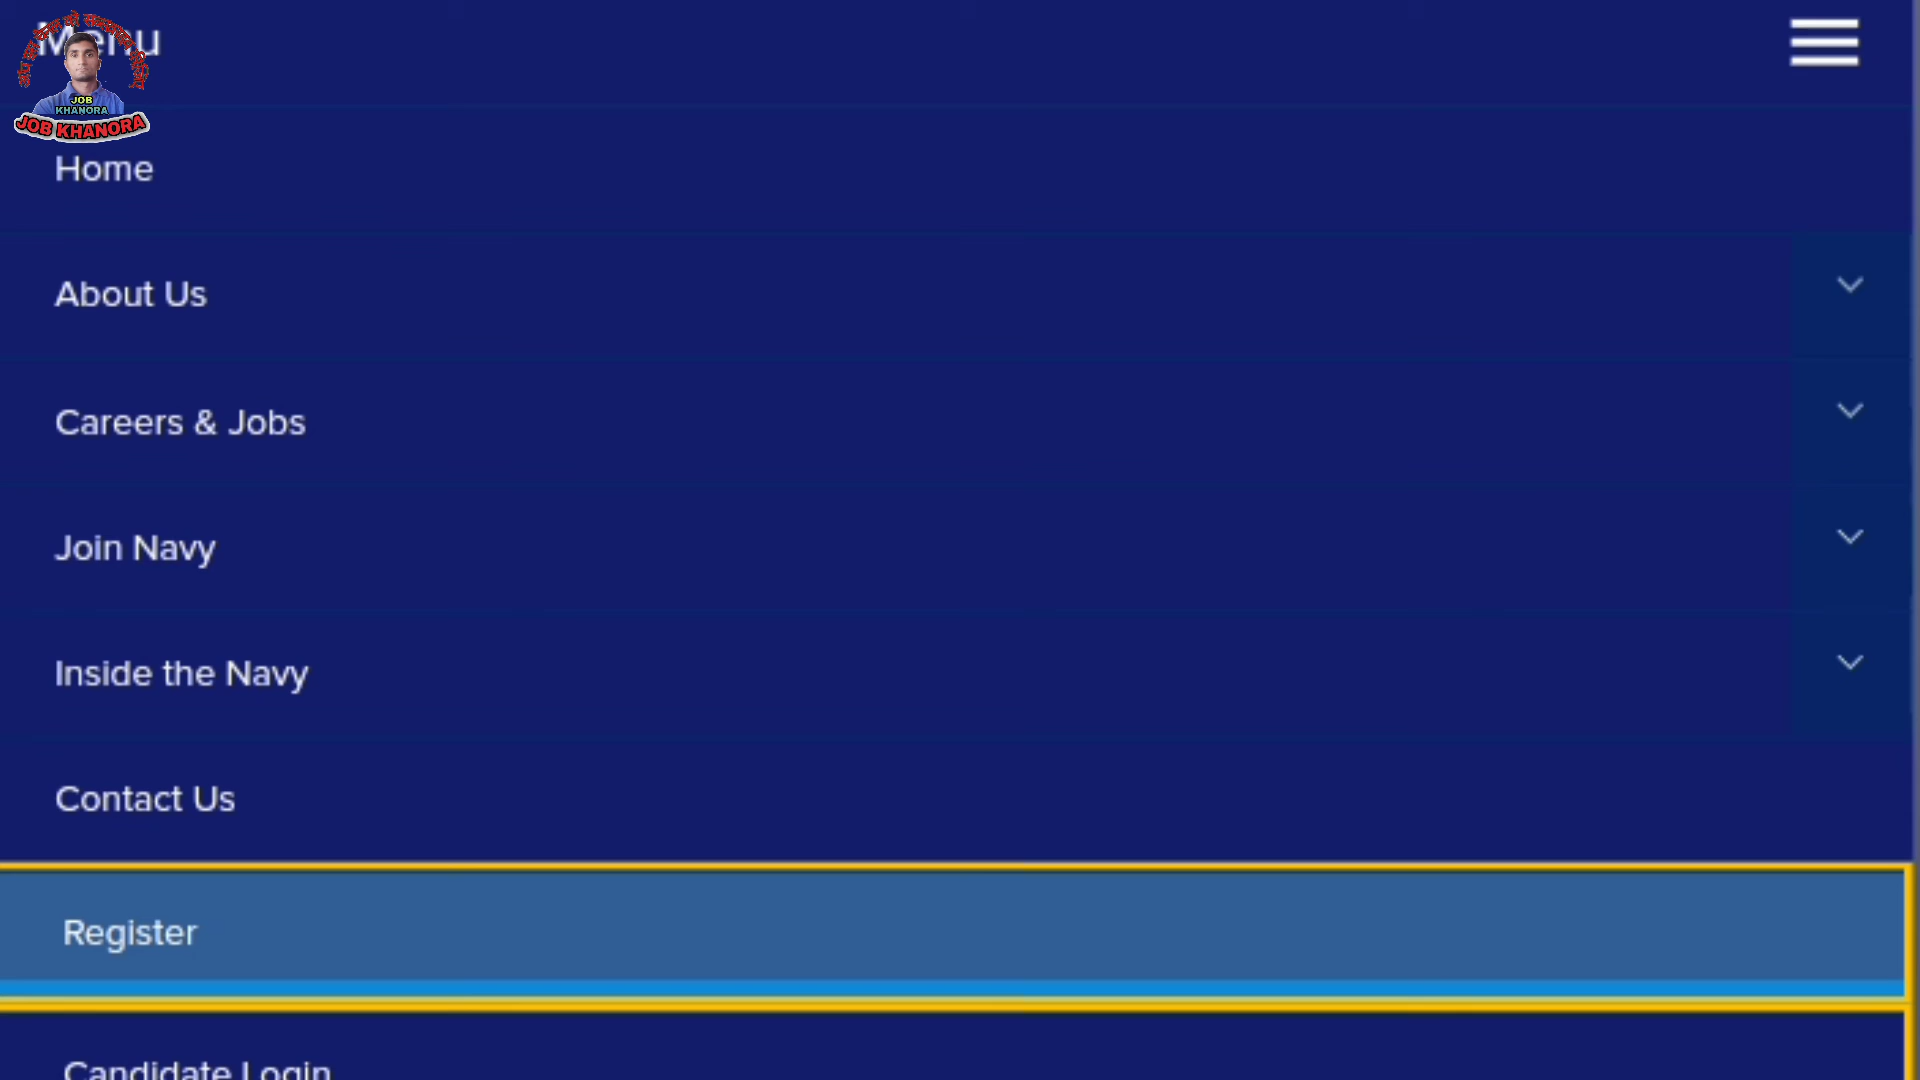 Menu
JOB
KHANORA
JOB KHANORA
Home
About Us
Careers & Jobs
Join Navy
Inside the Navy
Contact Us
Register
Candidate Login